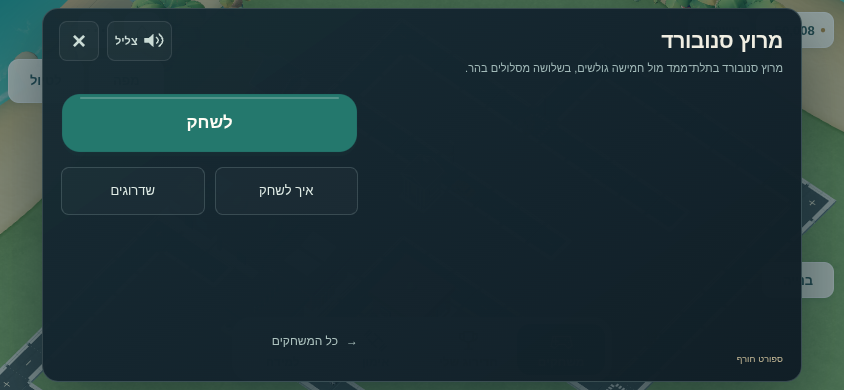 מרוץ סנובורד
צליל
מרוץ סנובורד בתלת־ממד מול חמישה גולשים, בשלושה מסלולים בהר.
לשחק
איך לשחק
שדרוגים
← כל המשחקים
ספורט חורף
08